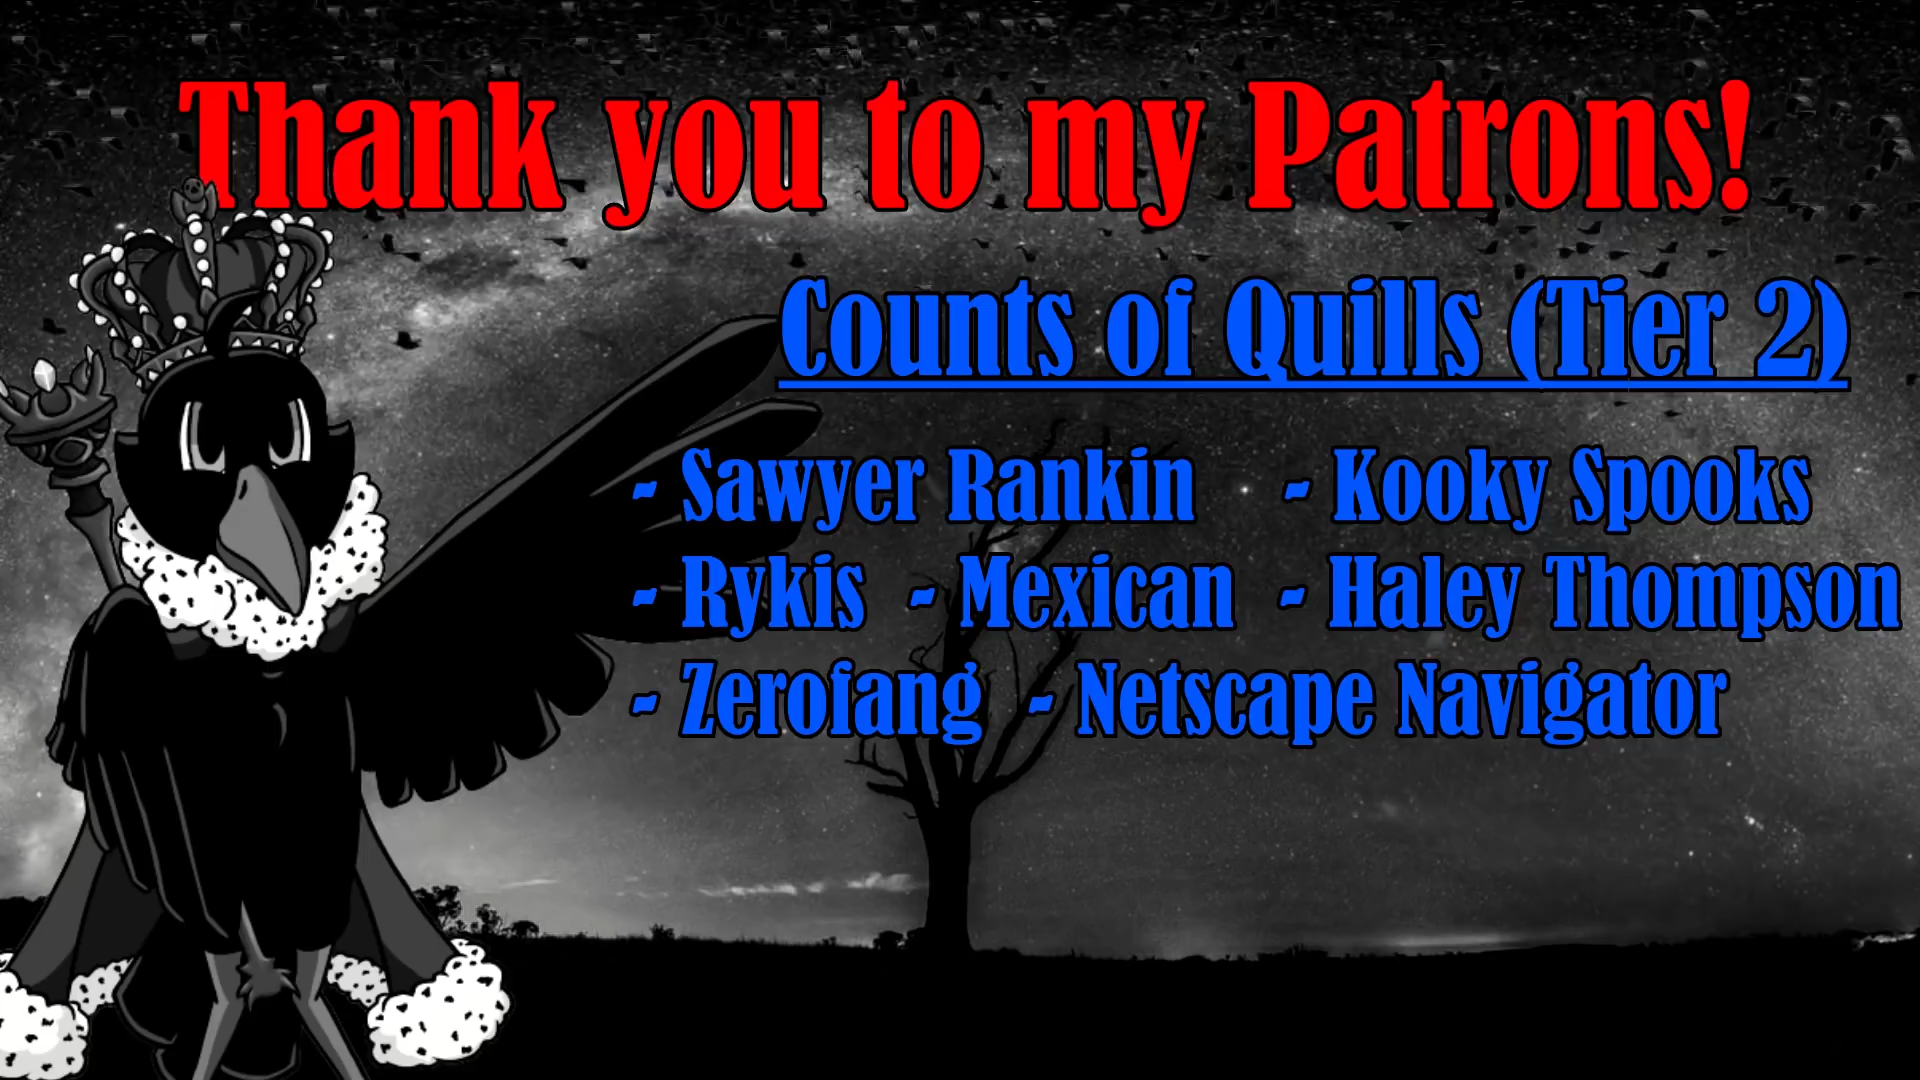 Thank you to my Patrons!
Counts of Quills (Tier 2)
- Sawyer Rankin - Kooky Spooks
- Rykis - Mexican - Haley Thompson
- Zerofang - Netscape Navigator